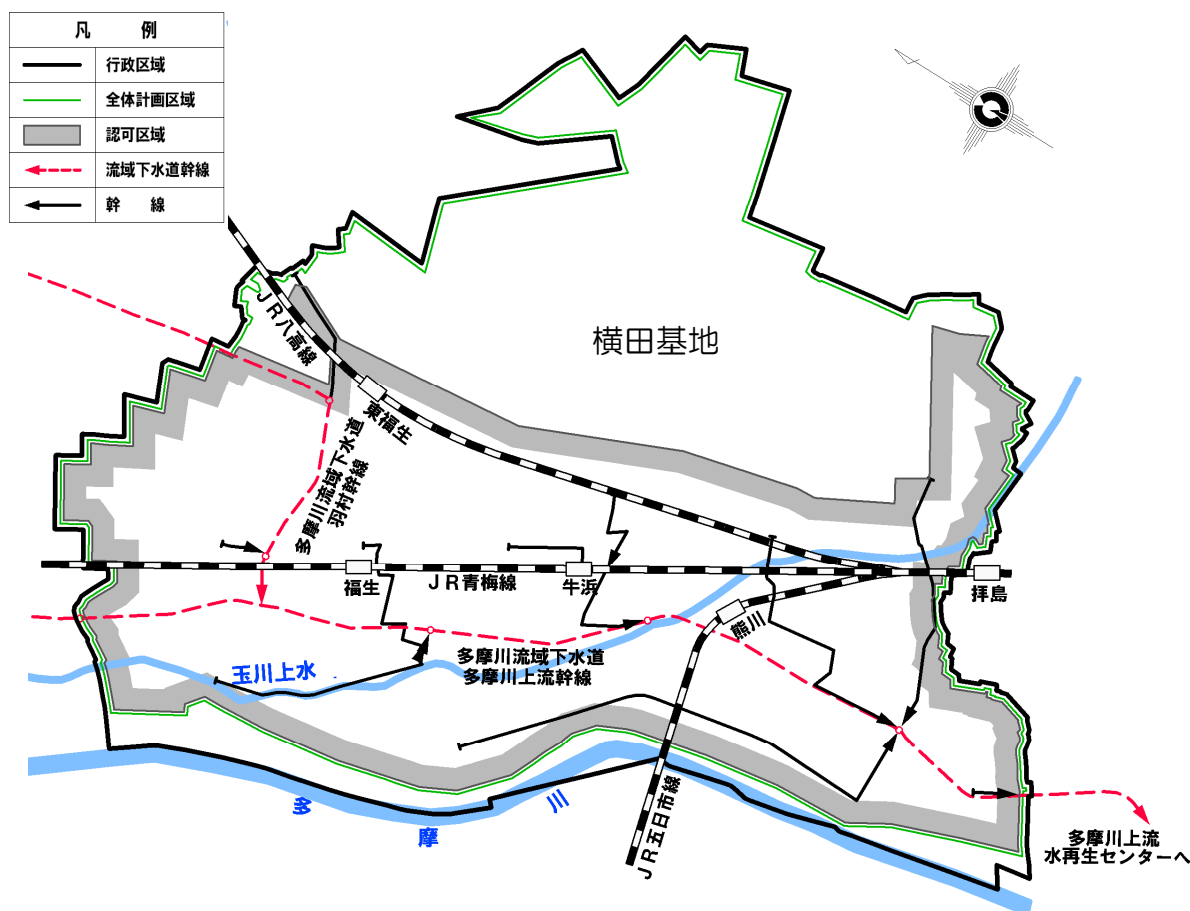 凡 例
行政区域
全体計画区域
認可区域
流域下水道幹線
幹 線
横田基地
JR八高線
東福生
多摩川流域下水道
羽村幹線
福生
JR青梅線
牛浜
拝島
熊川
多摩川流域下水道
多摩川上流幹線
玉川上水
多摩川
JR五日市線
多摩川上流
水再生センターへ